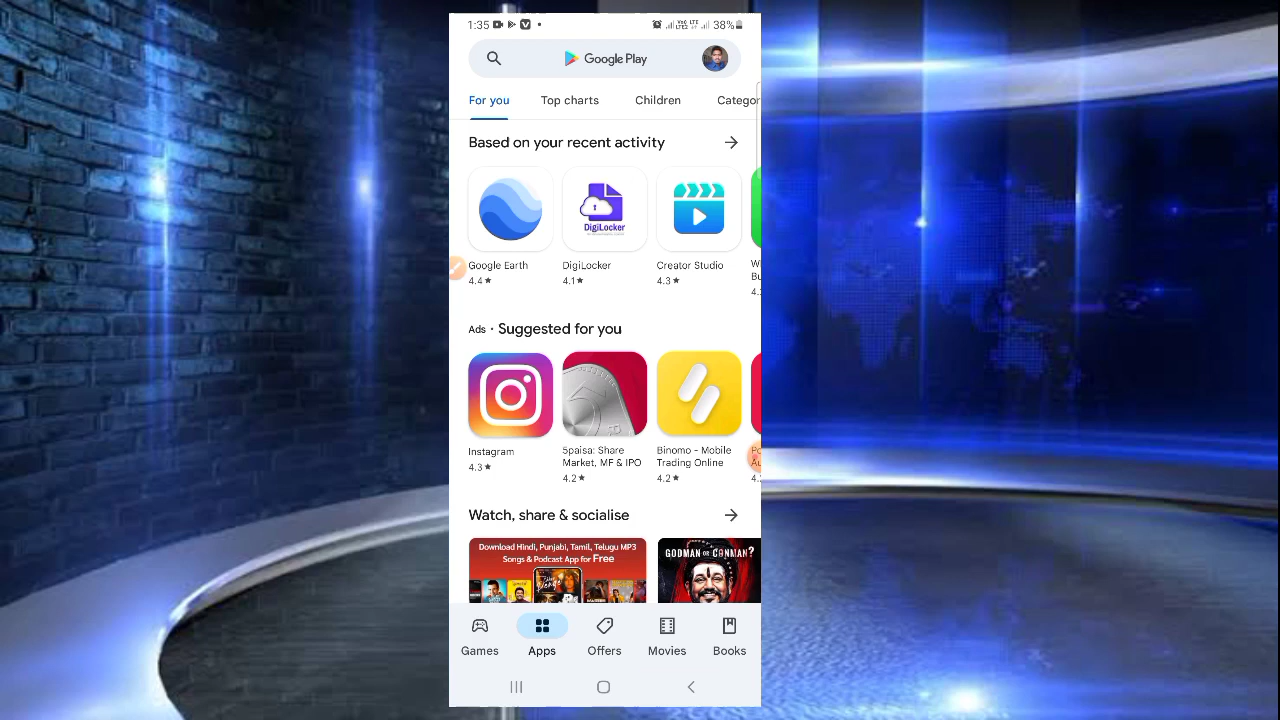 1:35
38%
Google Play
For you
Top charts
Children
Categor
Based on your recent activity
DigiLocker
Google Earth
DigiLocker
Creator Studio
4.4★
4.1★
4.3★
Ads · Suggested for you
Instagram
5paisa: Share
Market, MF & IPO
Binomo - Mobile
Trading Online
4.3★
4.2★
4.2★
Watch, share & socialise
Download Hindi, Punjabi, Tamil, Telugu MP3
Songs & Podcast App for Free
GODMAN OR CONMAN?
Games
Apps
Offers
Movies
Books